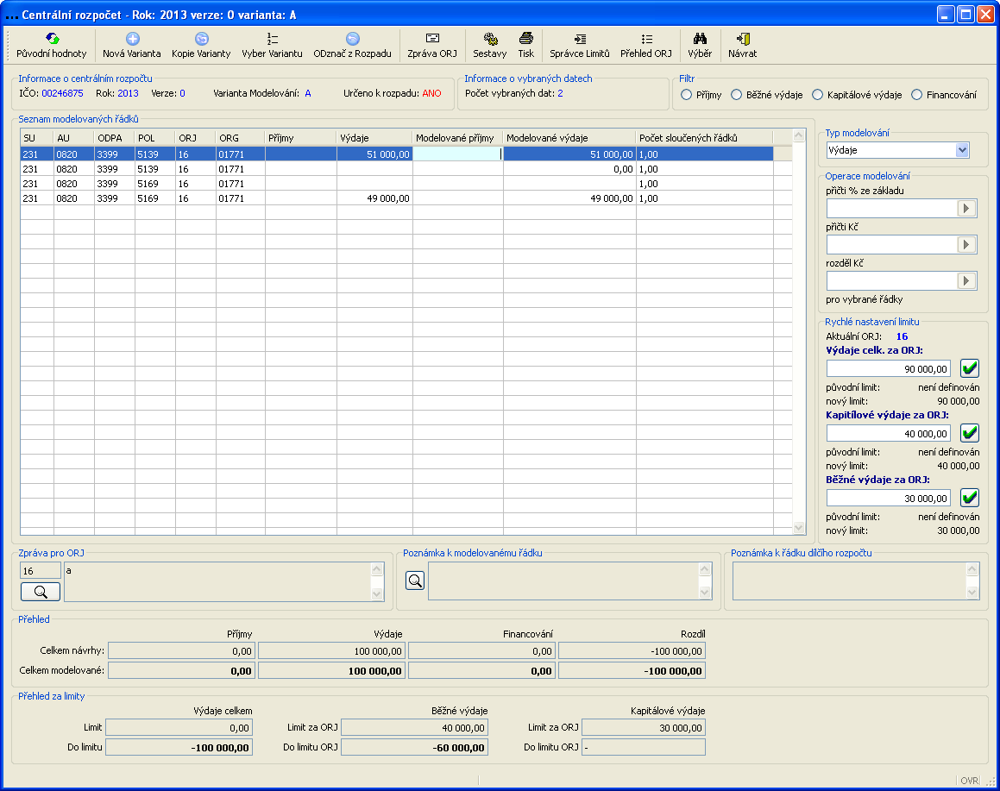 Centrální rozpočet - Rok: 2013 verze: 0 varianta: A
Původní hodnoty Nová Varianta Kopie Varianty Vyber Variantu ODznač z Rozpadu Zpráva ORJ Sestavy Tisk Správce Limitů Přehled ORJ Výběr Návrat
Informace o centrálním rozpočtu
IČO: 00246875 Rok: 2013 Verze: 0 Varianta Modelování: A Určeno k rozpadu: ANO
Informace o vybraných datech
Počet vybraných dat: 2
Filtr
Příjmy Běžné výdaje Kapitálové výdaje Financování
Seznam modelovaných řádků
SU AU ODPA POL ORJ ORG Příjmy Výdaje Modelované příjmy Modelované výdaje Počet sloučených řádků
231 0820 3399 5139 16 01771 51 000,00 51 000,00 1,00
231 0820 3399 5139 16 01771 0,00 1,00
231 0820 3399 5169 16 01771 1,00
231 0820 3399 5169 16 01771 49 000,00 49 000,00 1,00
Typ modelování
Výdaje
Operace modelování
přičti % ze základu
přičti Kč
rozděl Kč
pro vybrané řádky
Rychlé nastavení limitu
Aktuální ORJ: 16
Výdaje celk. za ORJ:
90 000,00
původní limit: není definován
nový limit: 90 000,00
Kapitílové výdaje za ORJ:
40 000,00
původní limit: není definován
nový limit: 40 000,00
Běžné výdaje za ORJ:
30 000,00
původní limit: není definován
nový limit: 30 000,00
Zpráva pro ORJ
16 a
Poznámka k modelovanému řádku
Poznámka k řádku dílčího rozpočtu
Přehled
Příjmy Výdaje Financování Rozdíl
Celkem návrhy: 0,00 100 000,00 0,00 -100 000,00
Celkem modelované: 0,00 100 000,00 0,00 -100 000,00
Přehled za limity
Výdaje celkem Běžné výdaje Kapitálové výdaje
Limit 0,00 Limit za ORJ 40 000,00 Limit za ORJ 30 000,00
Do limitu -100 000,00 Do limitu ORJ -60 000,00 Do limitu ORJ -
OVR